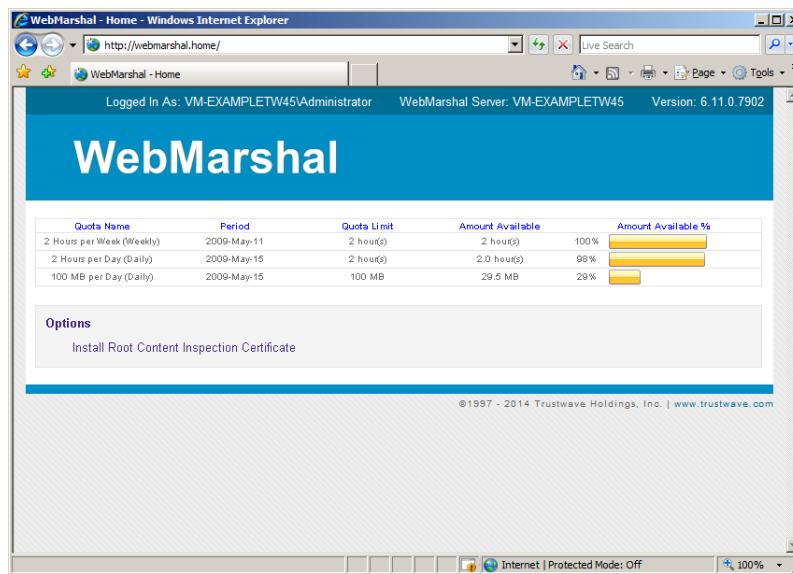 WebMarshal - Home - Windows Internet Explorer
http://webmarshal.home/
Live Search
WebMarshal - Home
Page
Tools
Logged In As: VM-EXAMPLETW45\Administrator WebMarshal Server: VM-EXAMPLETW45 Version: 6.11.0.7902
WebMarshal
Quota Name Period Quota Limit Amount Available Amount Available %
2 Hours per Week (Weekly) 2009-May-11 2 hour(s) 2 hour(s) 100%
2 Hours per Day (Daily) 2009-May-15 2 hour(s) 2.0 hour(s) 98%
100 MB per Day (Daily) 2009-May-15 100 MB 29.5 MB 29%
Options
Install Root Content Inspection Certificate
©1997 - 2014 Trustwave Holdings, Inc. | www.trustwave.com
Internet | Protected Mode: Off
100%